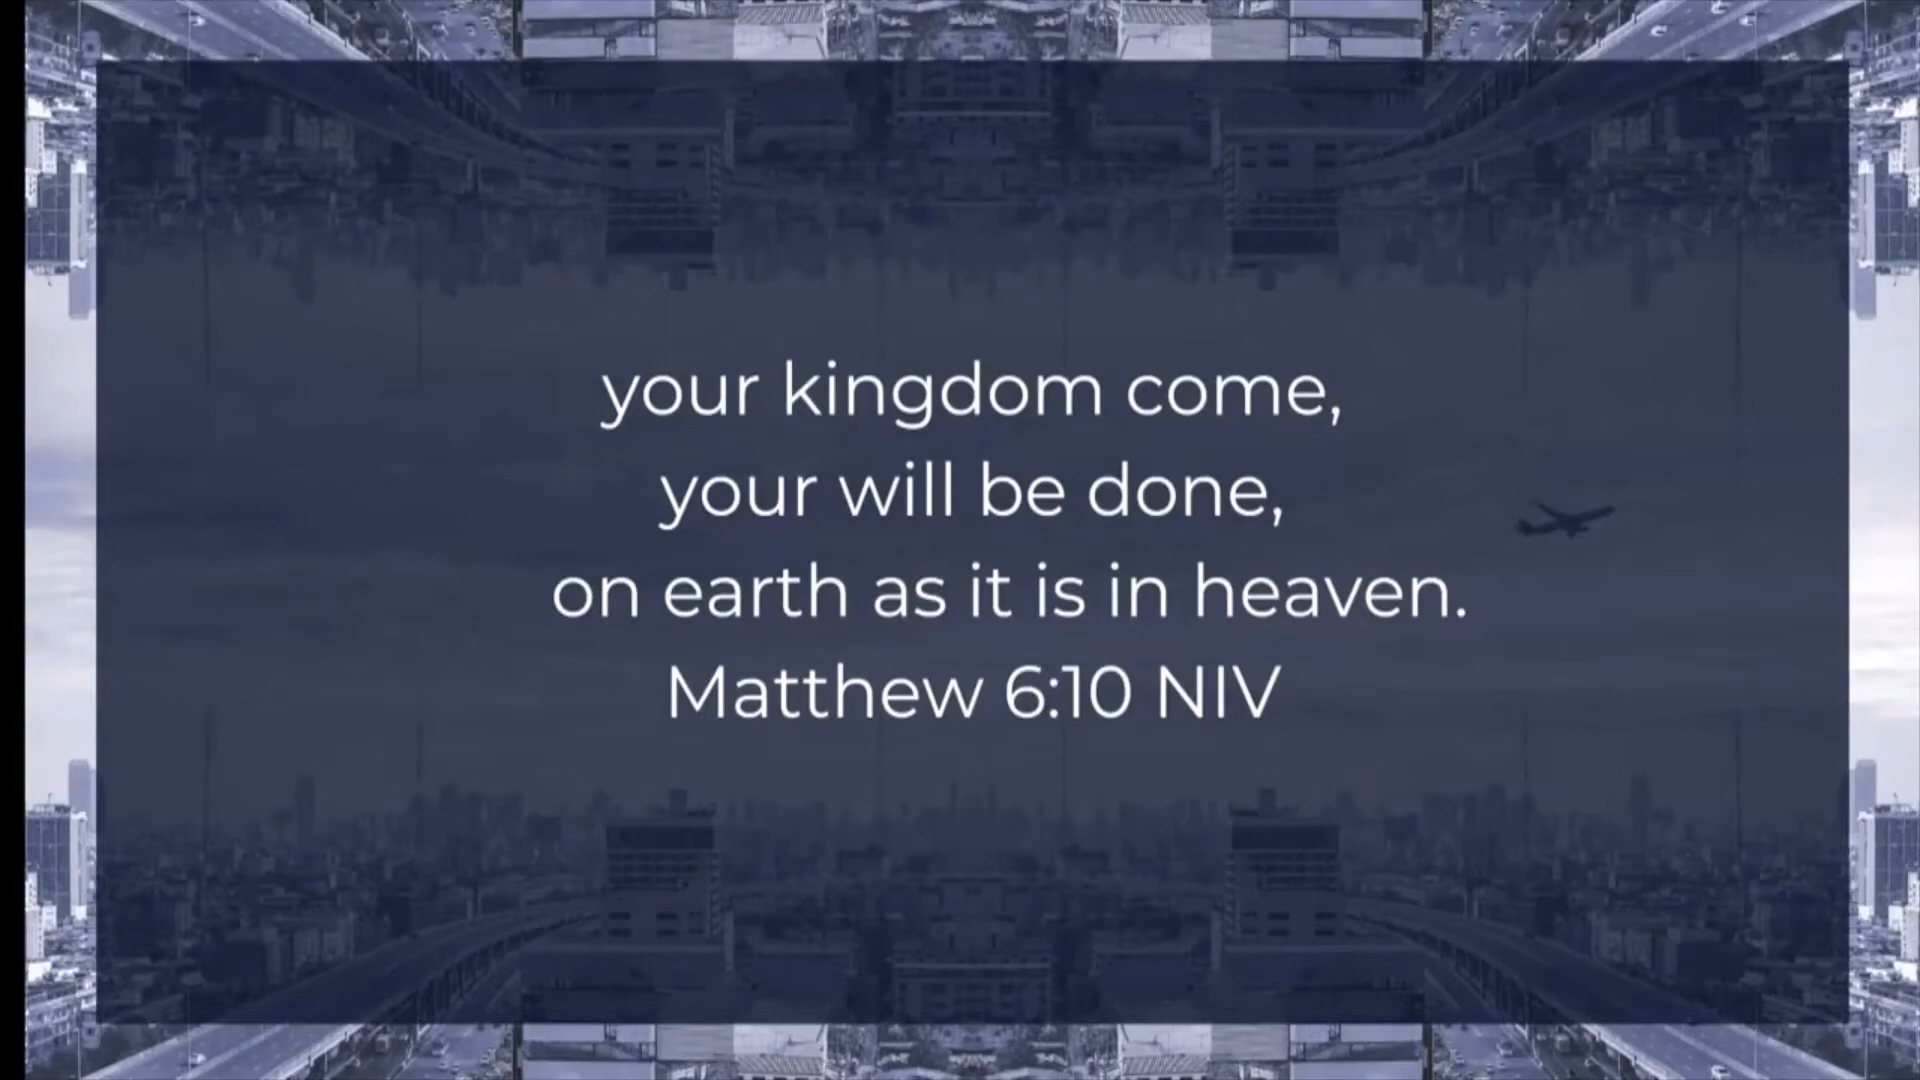 your kingdom come,
your will be done,
on earth as it is in heaven.
Matthew 6:10 NIV